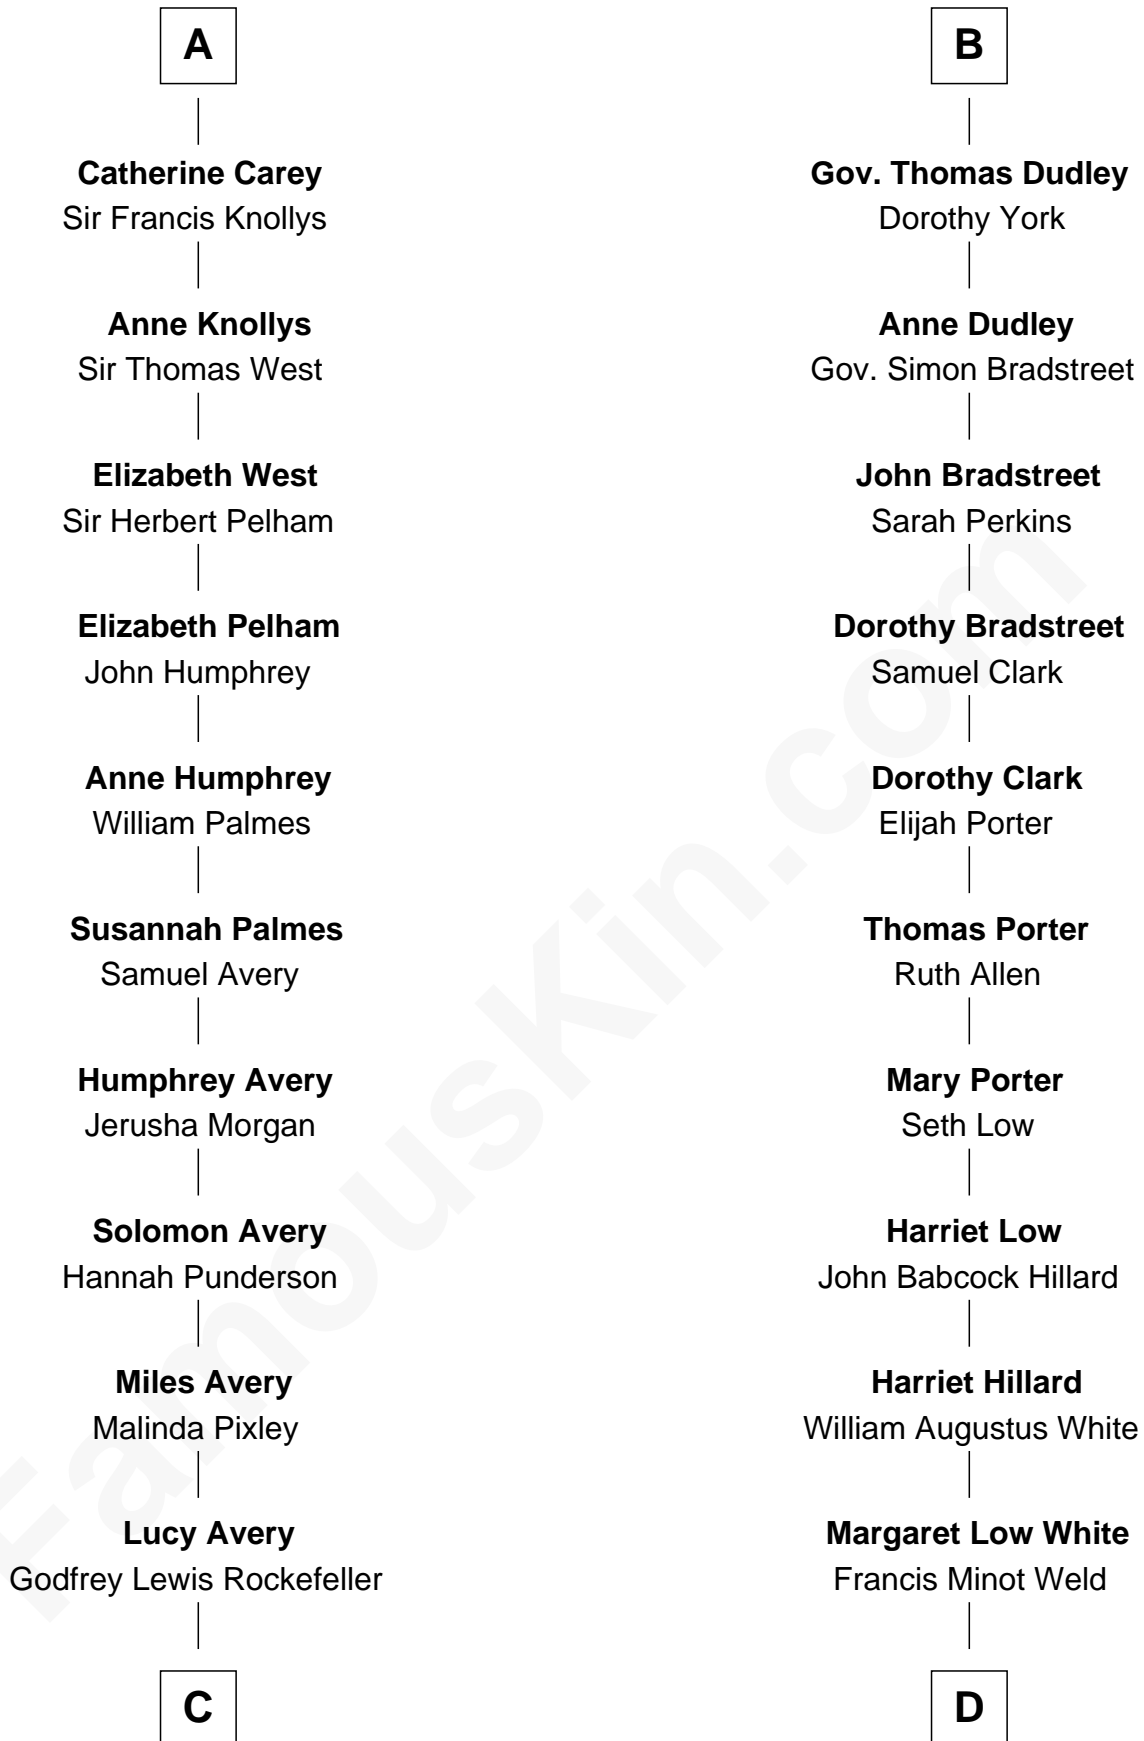 A
Catherine Carey
Sir Francis Knollys
Anne Knollys
Sir Thomas West
Elizabeth West
Sir Herbert Pelham
Elizabeth Pelham
John Humphrey
Anne Humphrey
William Palmes
Susannah Palmes
Samuel Avery
Humphrey Avery
Jerusha Morgan
Solomon Avery
Hannah Punderson
Miles Avery
Malinda Pixley
Lucy Avery
Godfrey Lewis Rockefeller
C
B
Gov. Thomas Dudley
Dorothy York
Anne Dudley
Gov. Simon Bradstreet
John Bradstreet
Sarah Perkins
Dorothy Bradstreet
Samuel Clark
Dorothy Clark
Elijah Porter
Thomas Porter
Ruth Allen
Mary Porter
Seth Low
Harriet Low
John Babcock Hillard
Harriet Hillard
William Augustus White
Margaret Low White
Francis Minot Weld
D
FamousKin.com